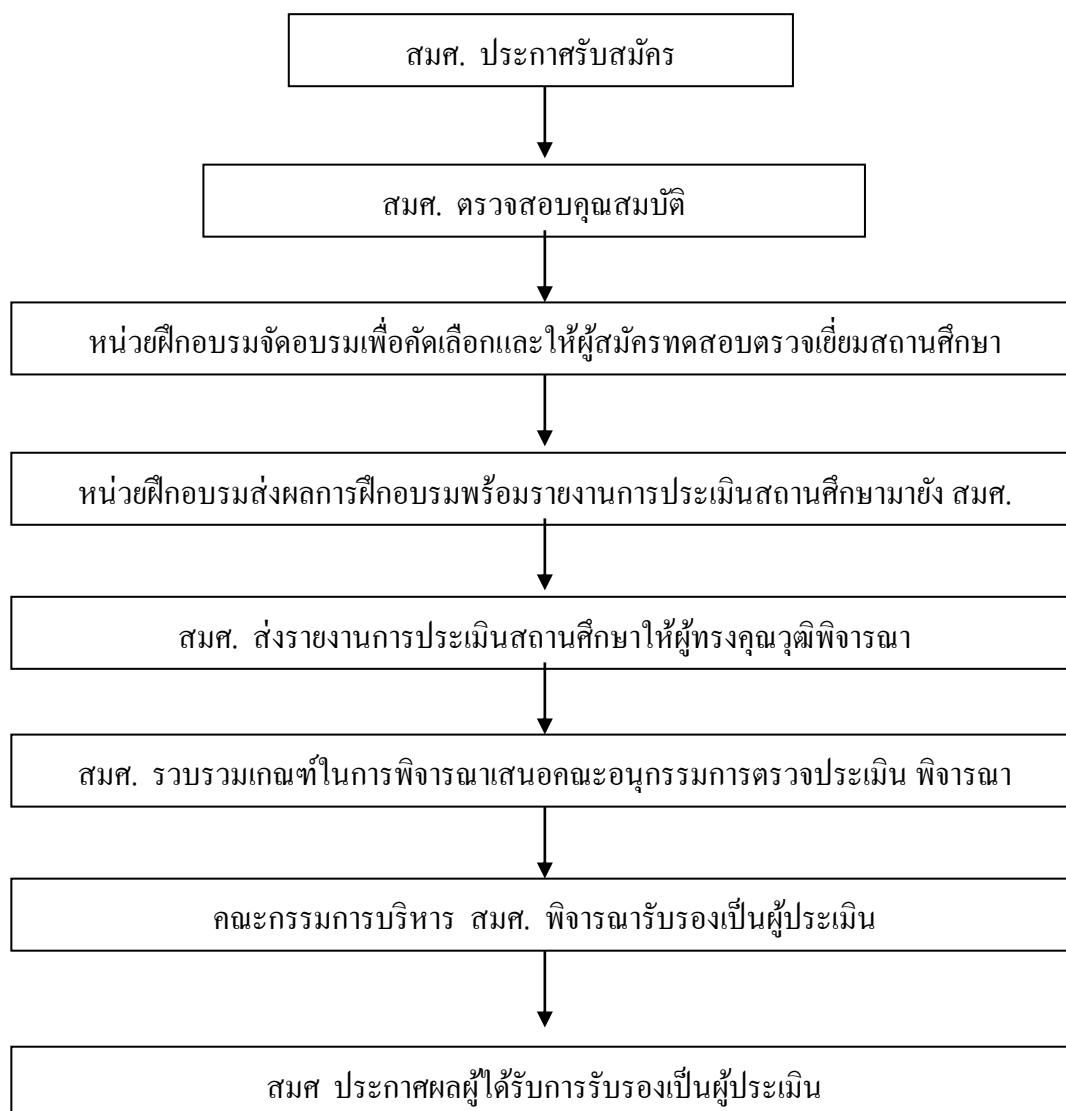 สมศ. ประกาศรับสมัคร
สมศ. ตรวจสอบคุณสมบัติ
หน่วยฝึกอบรมจัดอบรมเพื่อคัดเลือกและให้ผู้สมัครทดสอบตรวจเยี่ยมสถานศึกษา
หน่วยฝึกอบรมส่งผลการฝึกอบรมพร้อมรายงานการประเมินสถานศึกษามายัง สมศ.
สมศ. ส่งรายงานการประเมินสถานศึกษาให้ผู้ทรงคุณวุฒิพิจารณา
สมศ. รวบรวมเกณฑ์ในการพิจารณาเสนอคณะอนุกรรมการตรวจประเมิน พิจารณา
คณะกรรมการบริหาร สมศ. พิจารณารับรองเป็นผู้ประเมิน
สมศ ประกาศผลผู้ได้รับการรับรองเป็นผู้ประเมิน